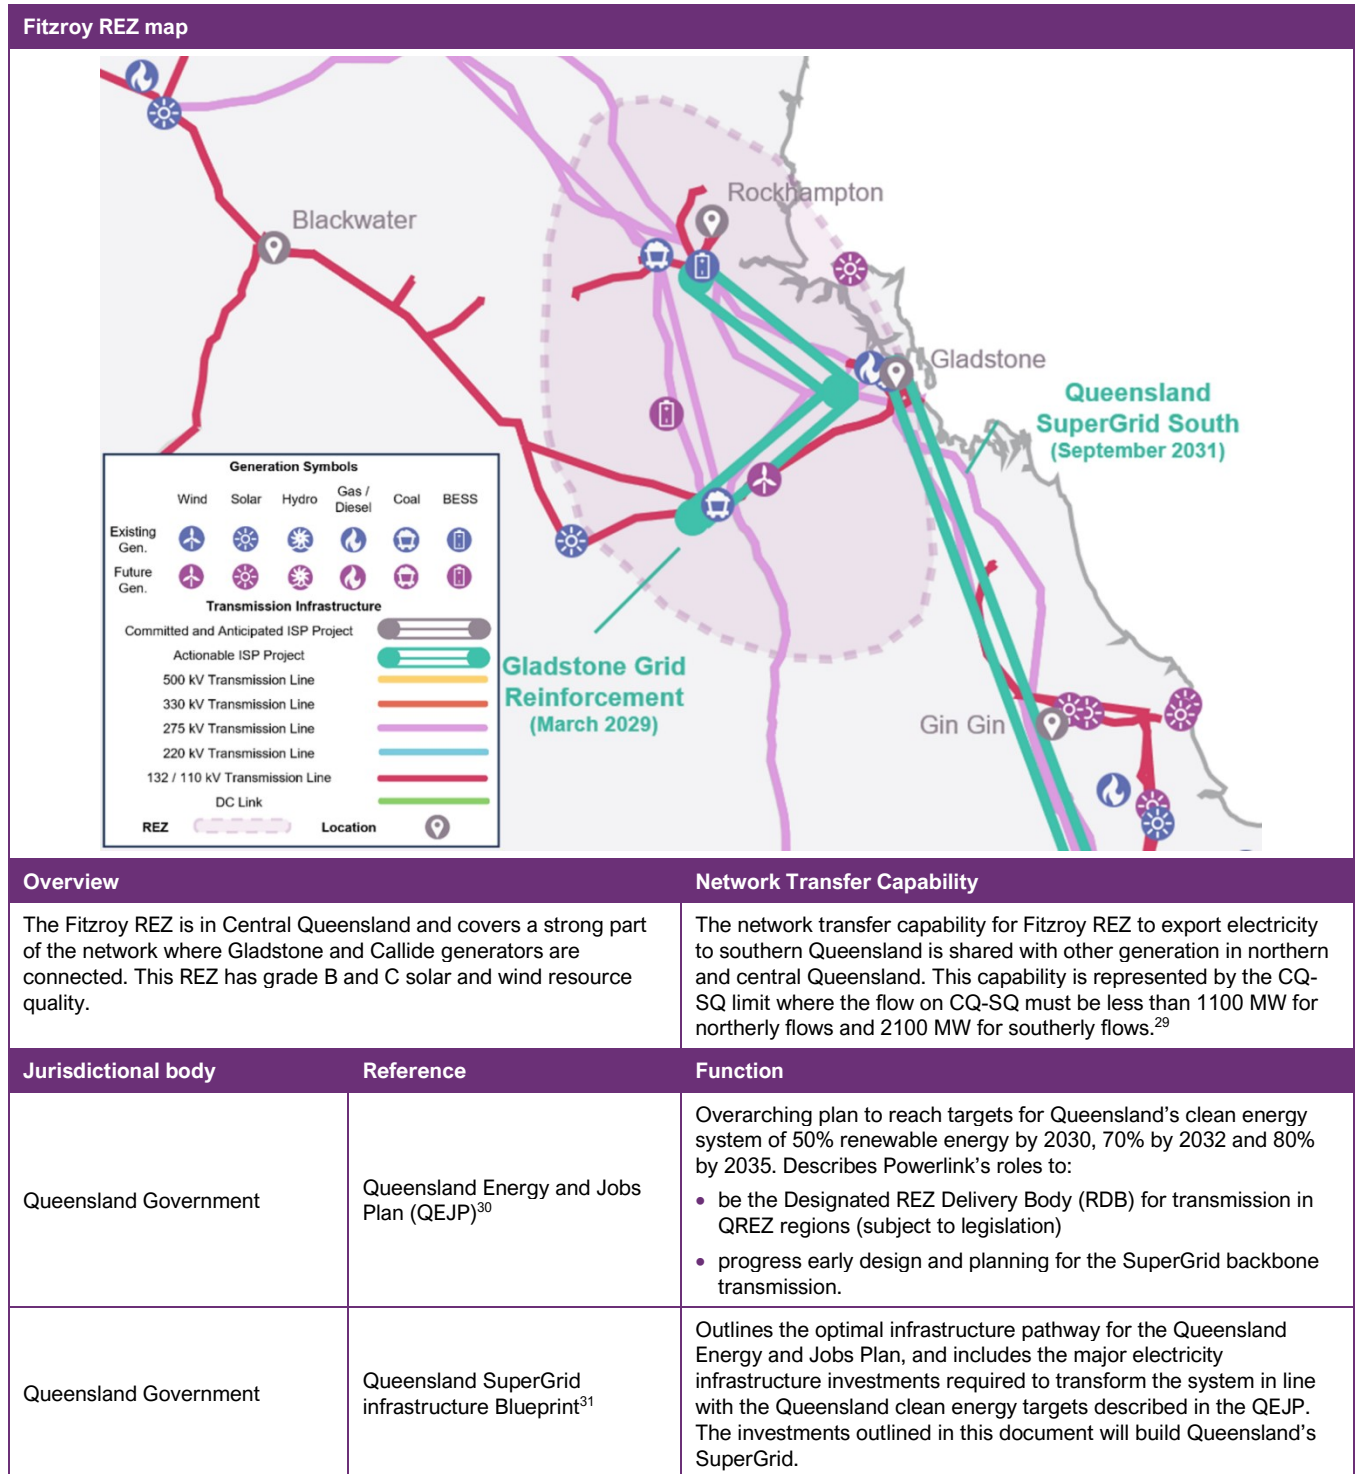 Fitzroy REZ map
Rockhampton
Blackwater
Gladstone
Queensland
SuperGrid South
(September 2031)
Generation Symbols
Wind Solar Hydro Gas / Diesel Coal BESS
Existing Gen.
Future Gen.
Transmission Infrastructure
Committed and Anticipated ISP Project
Actionable ISP Project
500 kV Transmission Line
330 kV Transmission Line
275 kV Transmission Line
220 kV Transmission Line
132 / 110 kV Transmission Line
DC Link
REZ Location
Gladstone Grid
Reinforcement
(March 2029)
Gin Gin
Overview
The Fitzroy REZ is in Central Queensland and covers a strong part
of the network where Gladstone and Callide generators are
connected. This REZ has grade B and C solar and wind resource
quality.
Network Transfer Capability
The network transfer capability for Fitzroy REZ to export electricity
to southern Queensland is shared with other generation in northern
and central Queensland. This capability is represented by the CQ-
SQ limit where the flow on CQ-SQ must be less than 1100 MW for
northerly flows and 2100 MW for southerly flows.29
Jurisdictional body Reference Function
Queensland Government
Queensland Energy and Jobs
Plan (QEJP)30
Overarching plan to reach targets for Queensland's clean energy
system of 50% renewable energy by 2030, 70% by 2032 and 80%
by 2035. Describes Powerlink's roles to:
• be the Designated REZ Delivery Body (RDB) for transmission in
QREZ regions (subject to legislation)
• progress early design and planning for the SuperGrid backbone
transmission.
Queensland Government
Queensland SuperGrid
infrastructure Blueprint31
Outlines the optimal infrastructure pathway for the Queensland
Energy and Jobs Plan, and includes the major electricity
infrastructure investments required to transform the system in line
with the Queensland clean energy targets described in the QEJP.
The investments outlined in this document will build Queensland's
SuperGrid.